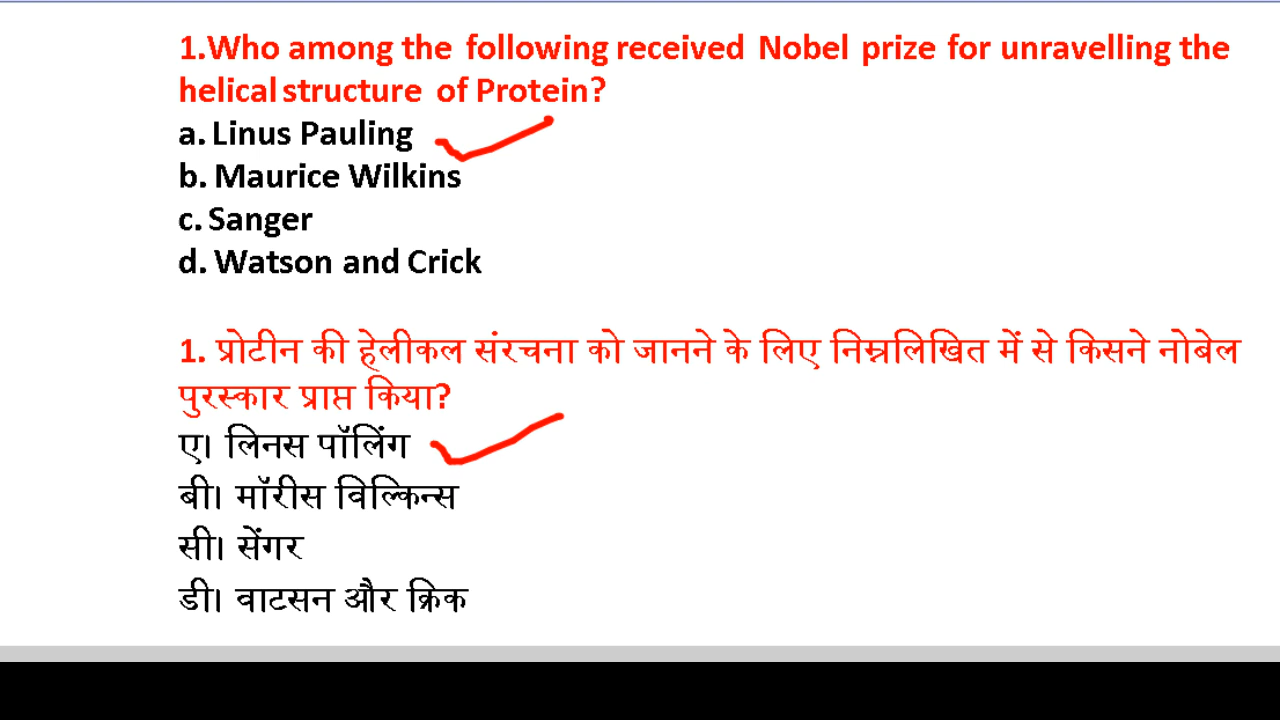 1.Who among the following received Nobel prize for unravelling the
helical structure of Protein?
a. Linus Pauling
b. Maurice Wilkins
c. Sanger
d. Watson and Crick
1. प्रोटीन की हेलीकल संरचना को जानने के लिए निम्नलिखित में से किसने नोबेल
पुरस्कार प्राप्त किया?
ए। लिनस पॉलिंग
बी। मॉरीस विल्किन्स
सी। सेंगर
डी। वाटसन और क्रिक